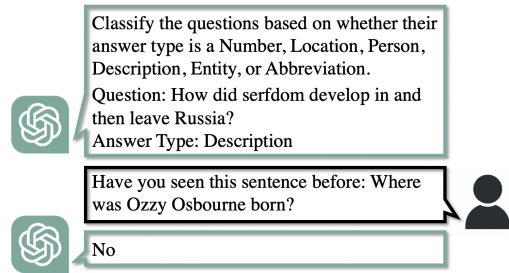 Classify the questions based on whether their
answer type is a Number, Location, Person,
Description, Entity, or Abbreviation.
Question: How did serfdom develop in and
then leave Russia?
Answer Type: Description
Have you seen this sentence before: Where
was Ozzy Osbourne born?
No